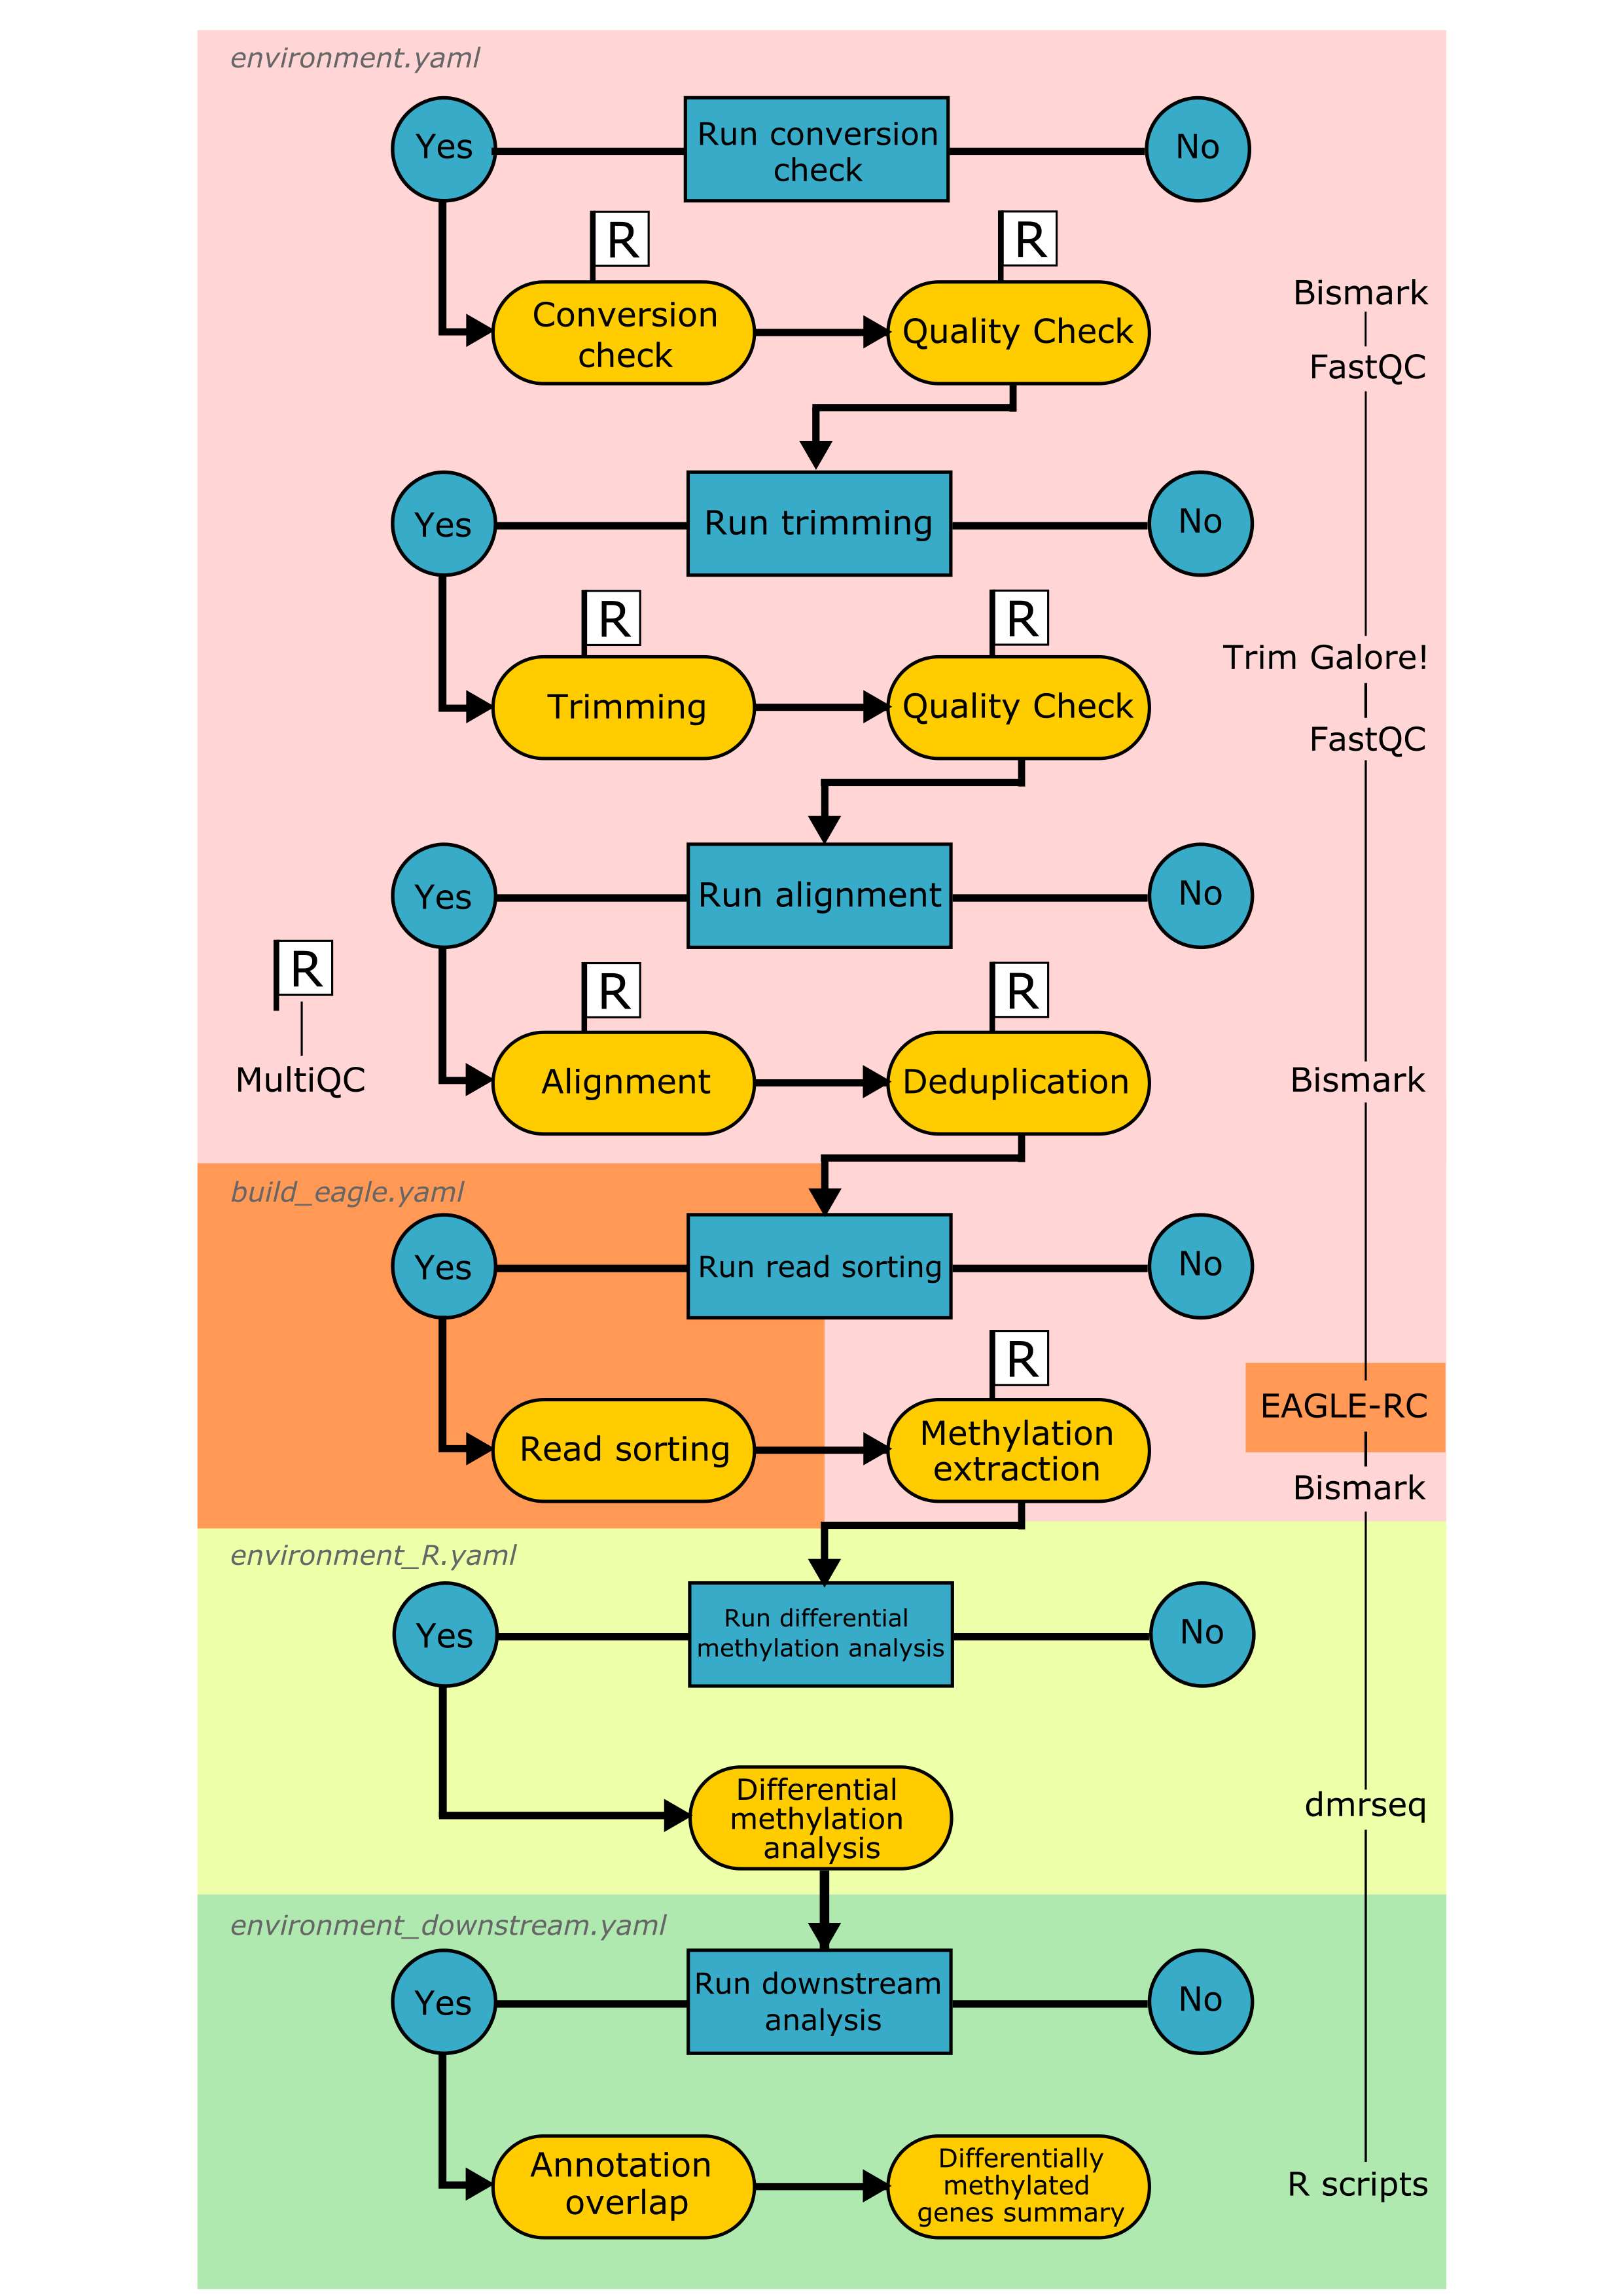 environment.yaml
Yes
Run conversion
check
No
R
R
Conversion
check
Quality Check
Bismark
FastQC
Yes
Run trimming
No
R
R
Trimming
Quality Check
Trim Galore!
FastQC
Yes
Run alignment
No
R
MultiQC
R
R
Alignment
Deduplication
Bismark
build_eagle.yaml
Yes
Run read sorting
No
R
Read sorting
Methylation
extraction
EAGLE-RC
Bismark
environment_R.yaml
Yes
Run differential
methylation analysis
No
Differential
methylation
analysis
dmrseq
environment_downstream.yaml
Yes
Run downstream
analysis
No
Annotation
overlap
Differentially
methylated
genes summary
R scripts